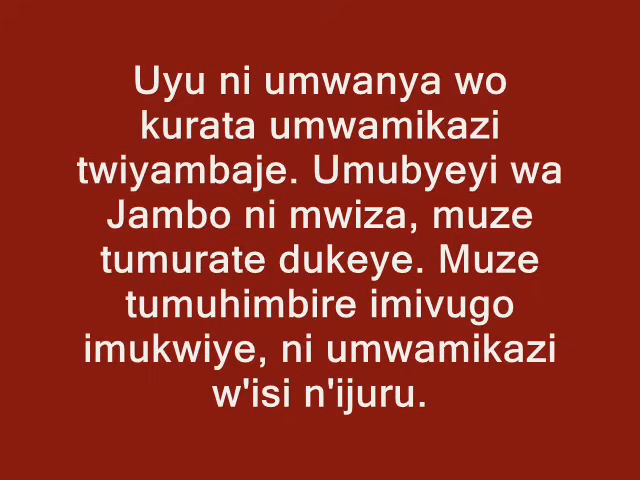 Uyu ni umwanya wo
kurata umwamikazi
twiyambaje. Umubyeyi wa
Jambo ni mwiza, muze
tumurate dukeye. Muze
tumuhimbire imivugo
imukwiye, ni umwamikazi
w'isi n'ijuru.